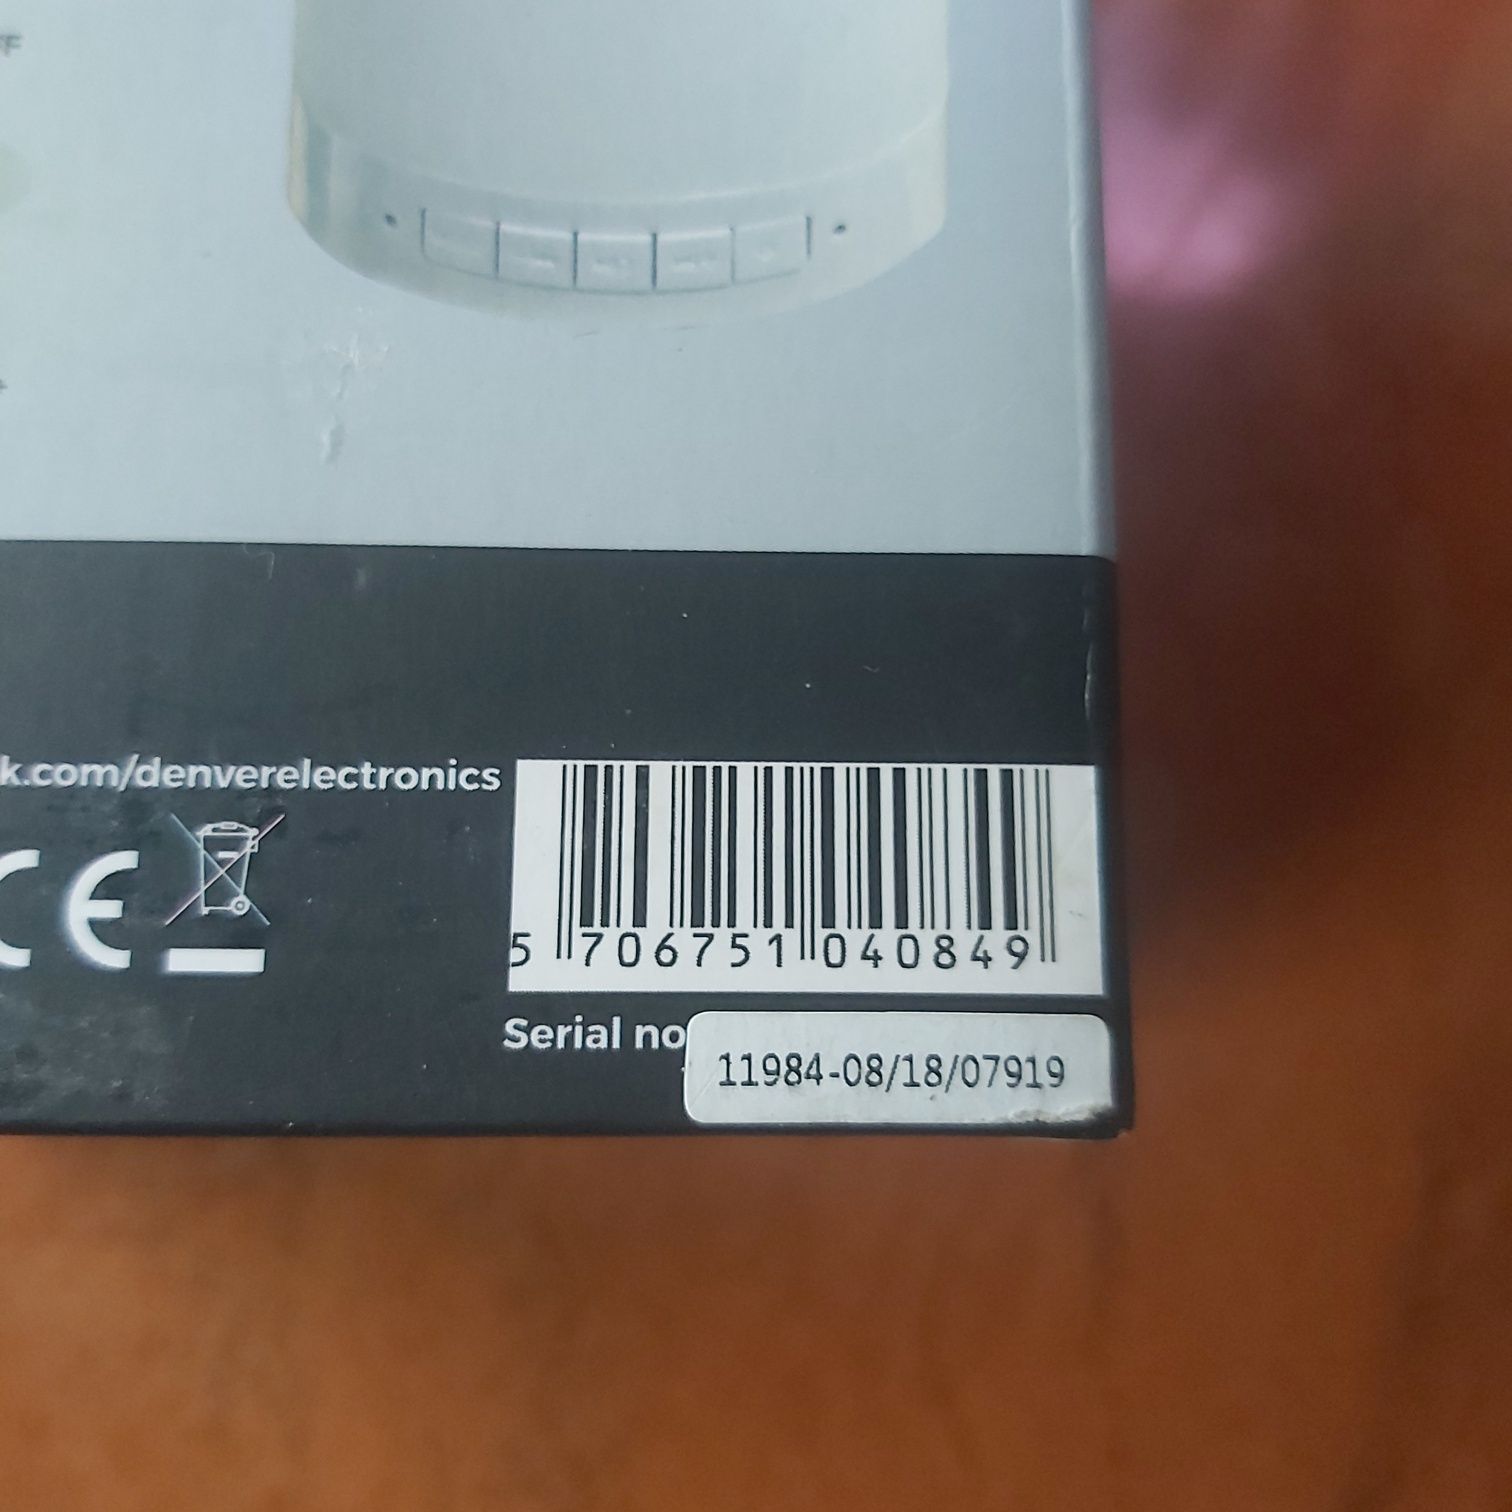 k.com/denverelectronics
CE
5 706751 040849
Serial no
11984-08/18/07919